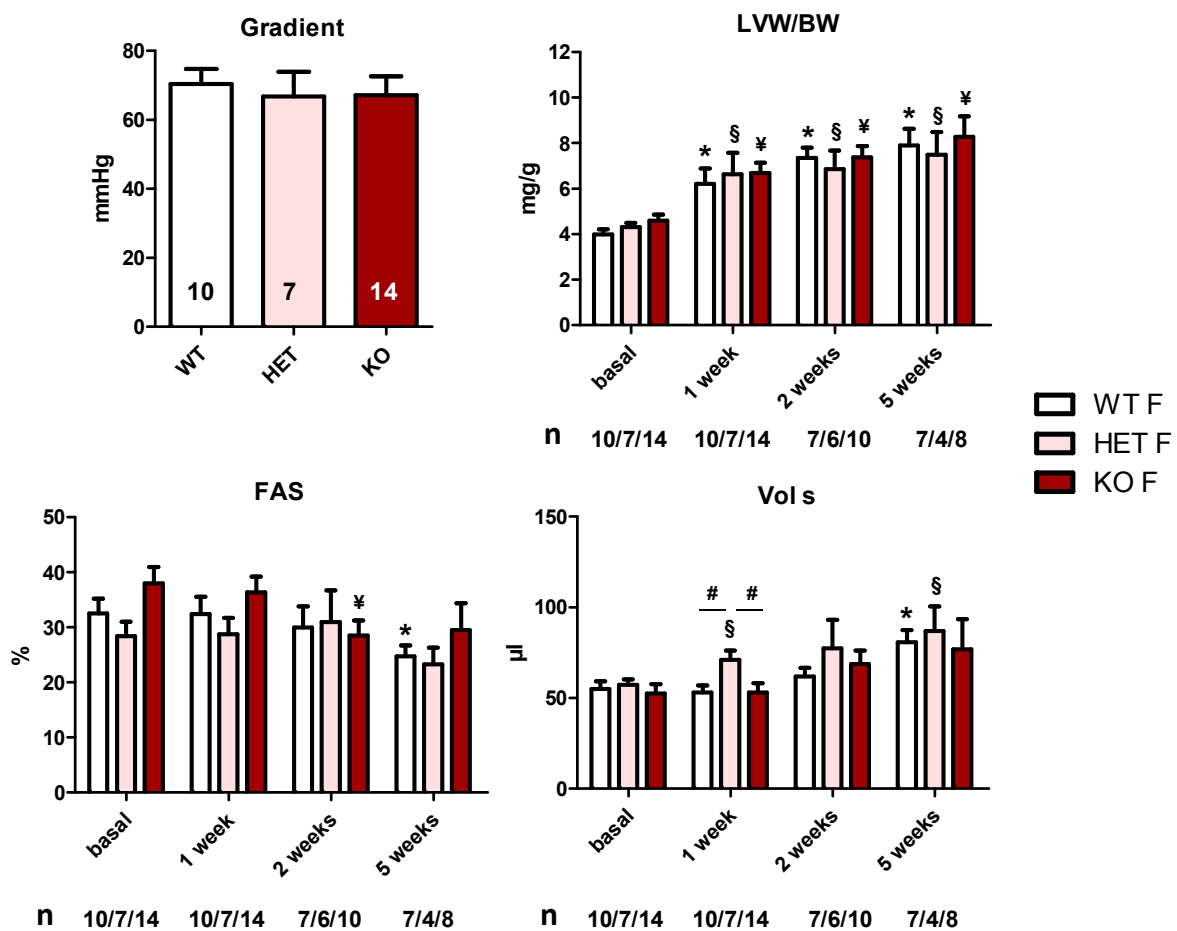 Gradient
mmHg
80
60
40
20
0
10
7
14
WT
HET
KO
LVW/BW
mg/g
12
10
8
6
4
2
0
* § ¥
* § ¥
* § ¥
basal
1 week
2 weeks
5 weeks
n 10/7/14 10/7/14 7/6/10 7/4/8
WT F
HET F
KO F
FAS
%
50
40
30
20
10
0
¥
*
basal
1 week
2 weeks
5 weeks
n 10/7/14 10/7/14 7/6/10 7/4/8
Vol s
µl
150
100
50
0
# #
§
* §
basal
1 week
2 weeks
5 weeks
n 10/7/14 10/7/14 7/6/10 7/4/8